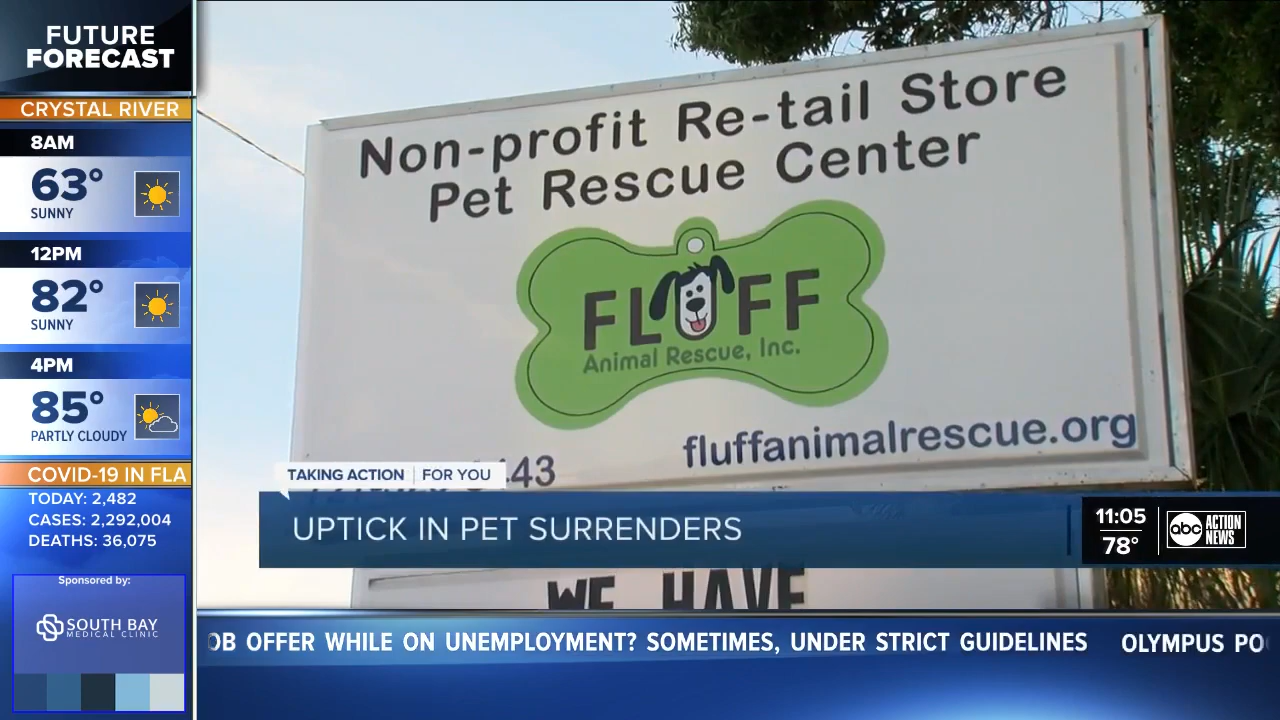 FUTURE
FORECAST
CRYSTAL RIVER
8AM
63°
SUNNY
12PM
82°
SUNNY
4PM
85°
PARTLY CLOUDY
COVID-19 IN FLA
TODAY: 2,482
CASES: 2,292,004
DEATHS: 36,075
Sponsored by:
SOUTH BAY
MEDICAL CLINIC
Non-profit Re-tail Store
Pet Rescue Center
FLUFF
Animal Rescue, Inc.
fluffanimalrescue.org
43
TAKING ACTION FOR YOU
UPTICK IN PET SURRENDERS
11:05
78°
abc ACTION NEWS
WE HAVE
OB OFFER WHILE ON UNEMPLOYMENT? SOMETIMES, UNDER STRICT GUIDELINES OLYMPUS PO